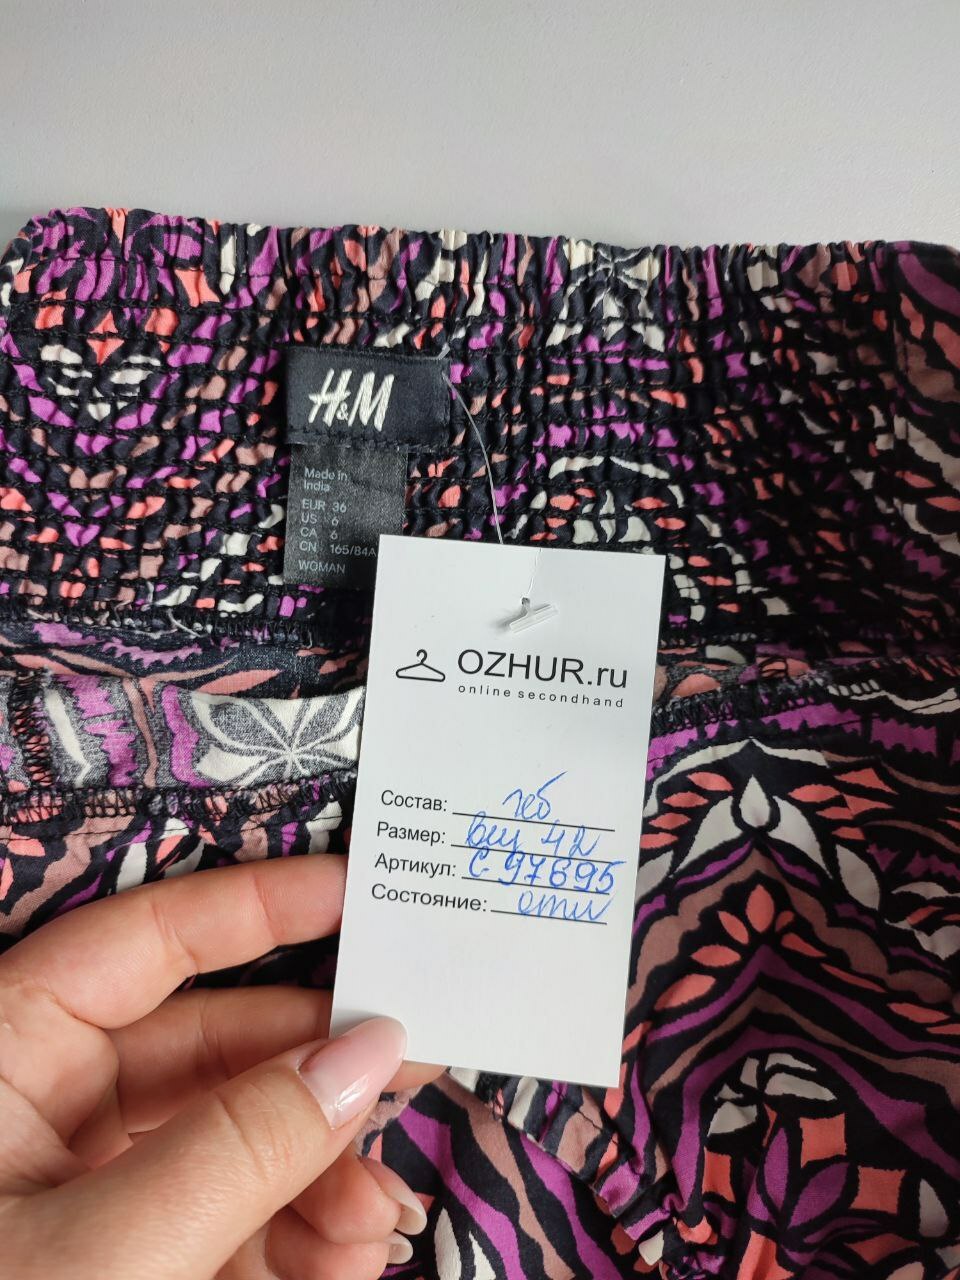 H&M
Made in
India
EUR 36
US 6
CA 6
CN 165/84A
WOMAN
OZHUR.ru
online secondhand
Состав: хб
Размер: 42
Артикул: С-97695
Состояние: отл